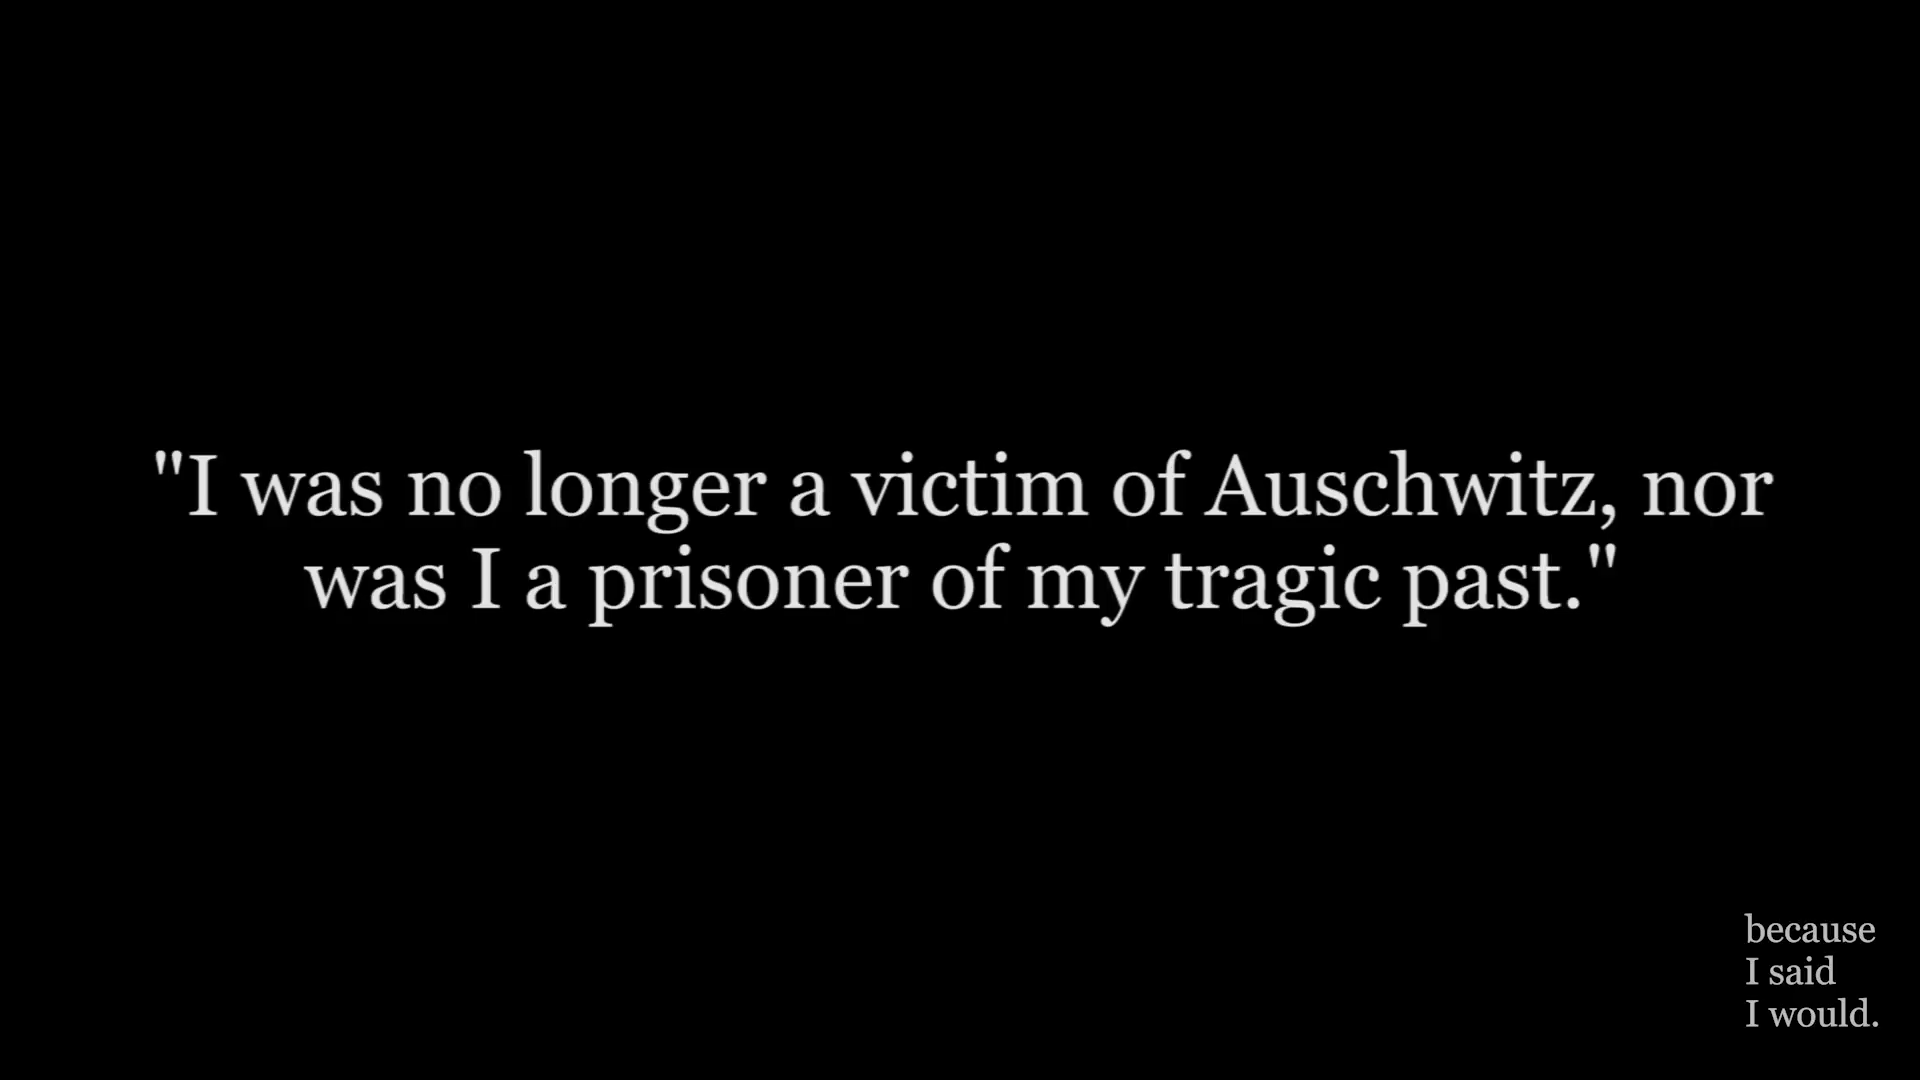 "I was no longer a victim of Auschwitz, nor
was I a prisoner of my tragic past."
because
I said
I would.